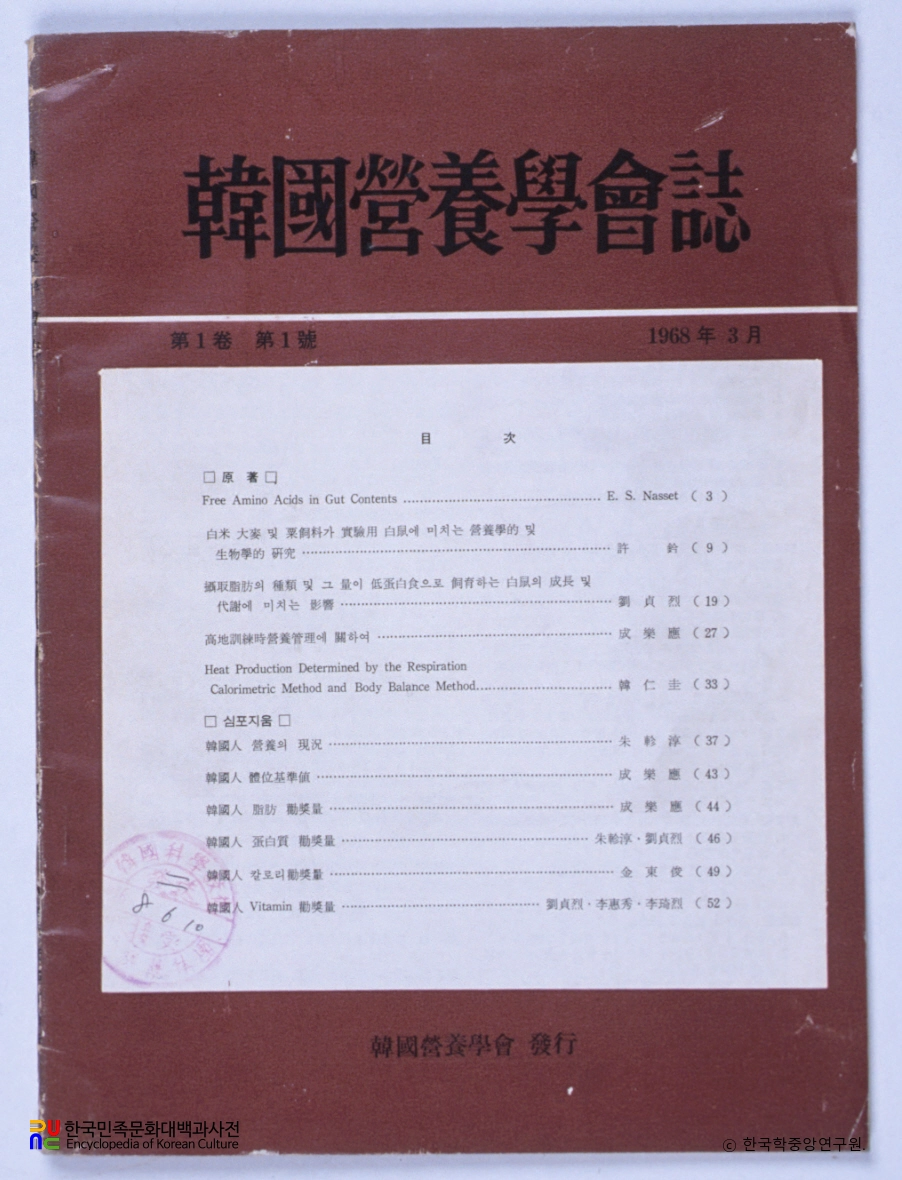 韓國營養學會誌
第1卷 第1號 1968年 3月
目 次
□ 原 著 □
Free Amino Acids in Gut Contents ........ E. S. Nasset ( 3 )
白米 大麥 및 粟飼料가 實驗用 白鼠에 미치는 營養學的 및
生物學的 硏究 ........ 許 鈐 ( 9 )
攝取脂肪의 種類 및 그 量이 低蛋白食으로 飼育하는 白鼠의 成長 및
代謝에 미치는 影響 ........ 劉 貞 烈 ( 19 )
高地訓練時營養管理에 關하여 ........ 成 樂 應 ( 27 )
Heat Production Determined by the Respiration
Calorimetric Method and Body Balance Method........ 韓 仁 圭 ( 33 )
□ 심포지움 □
韓國人 營養의 現況 ........ 朱 軫 淳 ( 37 )
韓國人 體位基準値 ........ 成 樂 應 ( 43 )
韓國人 脂肪 勸奬量 ........ 成 樂 應 ( 44 )
韓國人 蛋白質 勸奬量 ........ 朱軫淳·劉貞烈 ( 46 )
韓國人 칼로리勸奬量 ........ 金 東 俊 ( 49 )
韓國人 Vitamin 勸奬量 ........ 劉貞烈·李惠秀·李琦烈 ( 52 )
8 6 10
韓國營養學會 發行
한국민족문화대백과사전
Encyclopedia of Korean Culture
© 한국학중앙연구원